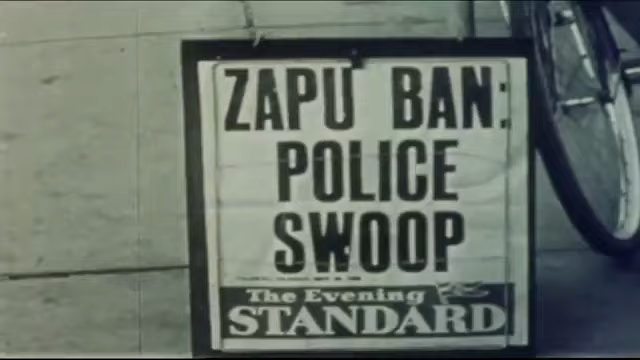 ZAPU BAN:
POLICE
SWOOP
The Evening
STANDARD